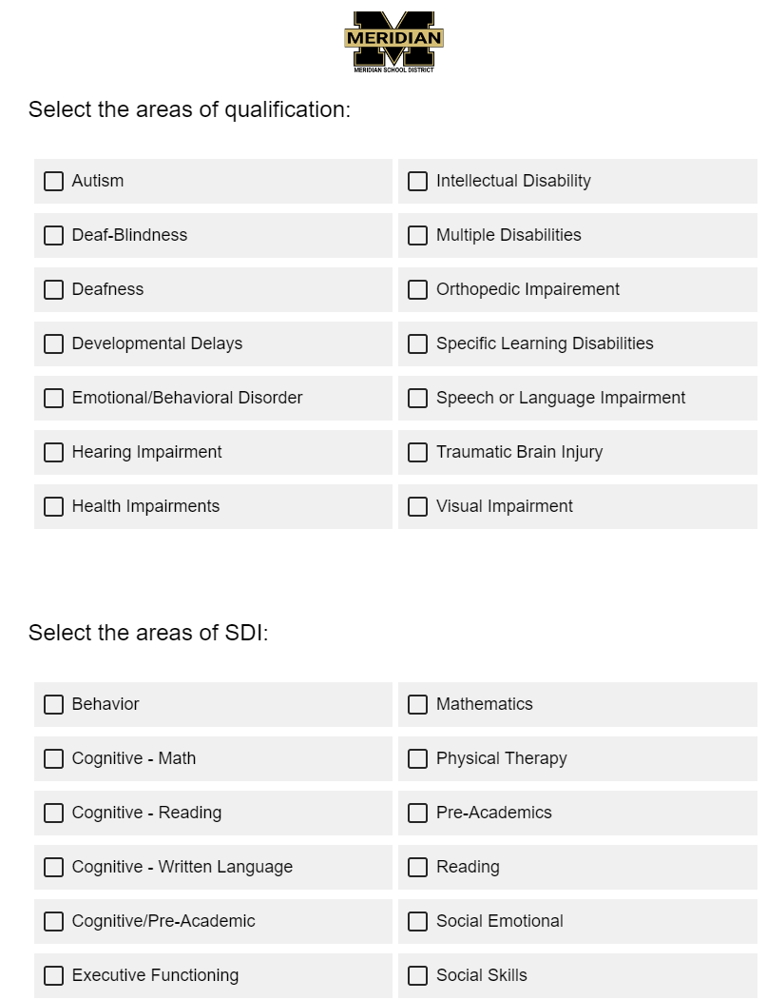 MERIDIAN
MERIDIAN SCHOOL DISTRICT
Select the areas of qualification:
Autism
Intellectual Disability
Deaf-Blindness
Multiple Disabilities
Deafness
Orthopedic Impairement
Developmental Delays
Specific Learning Disabilities
Emotional/Behavioral Disorder
Speech or Language Impairment
Hearing Impairment
Traumatic Brain Injury
Health Impairments
Visual Impairment
Select the areas of SDI:
Behavior
Mathematics
Cognitive - Math
Physical Therapy
Cognitive - Reading
Pre-Academics
Cognitive - Written Language
Reading
Cognitive/Pre-Academic
Social Emotional
Executive Functioning
Social Skills